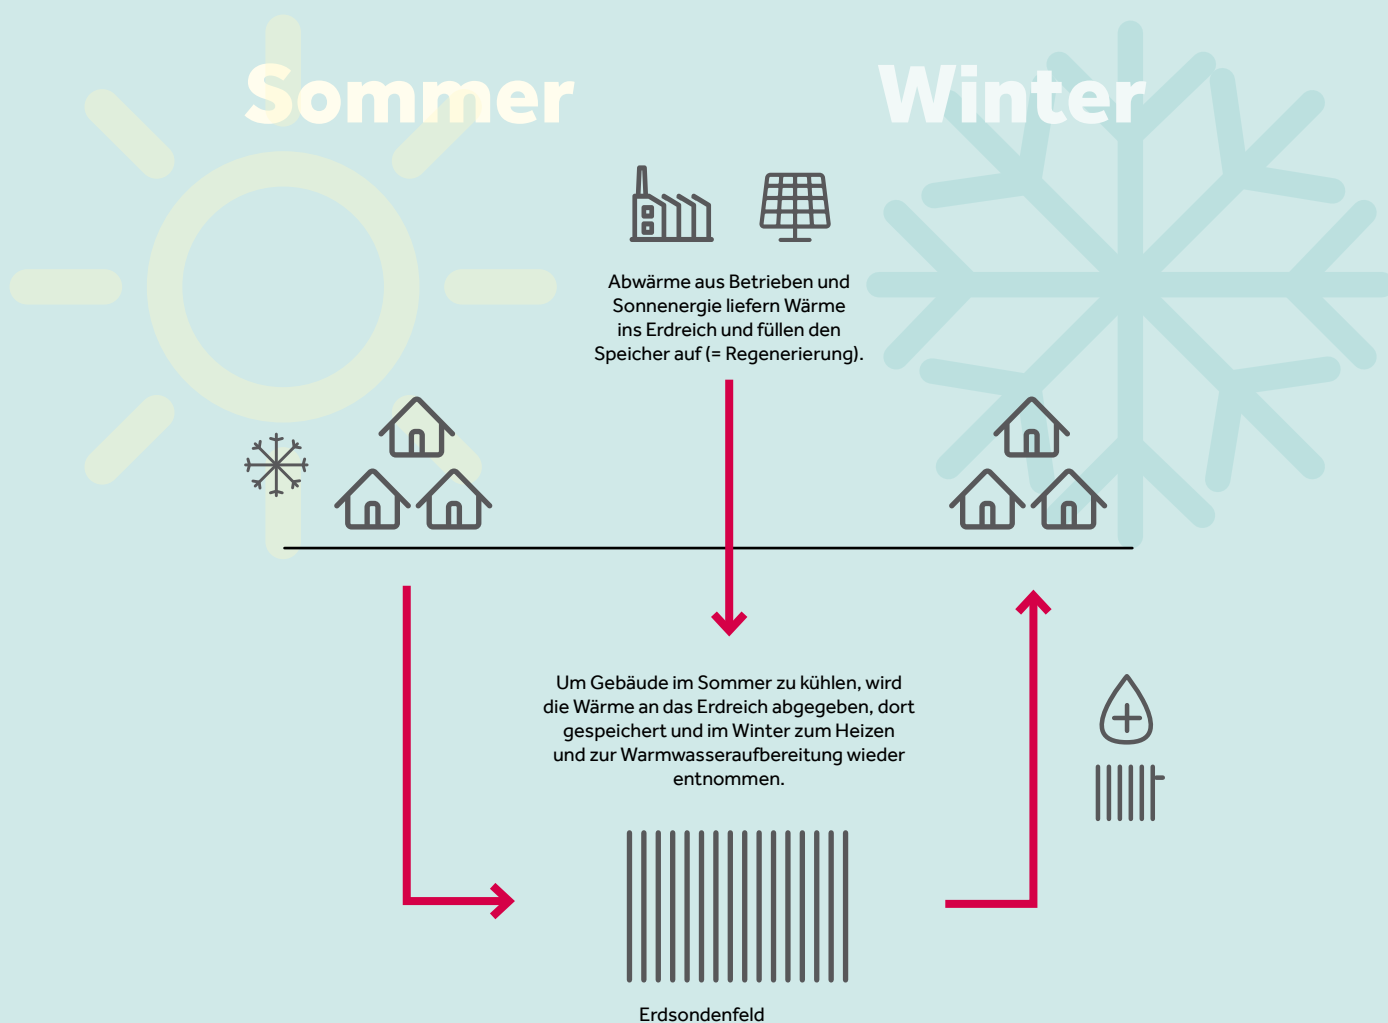 Sommer
Winter
Abwärme aus Betrieben und
Sonnenergie liefern Wärme
ins Erdreich und füllen den
Speicher auf (= Regenerierung).
Um Gebäude im Sommer zu kühlen, wird
die Wärme an das Erdreich abgegeben, dort
gespeichert und im Winter zum Heizen
und zur Warmwasseraufbereitung wieder
entnommen.
Erdsondenfeld